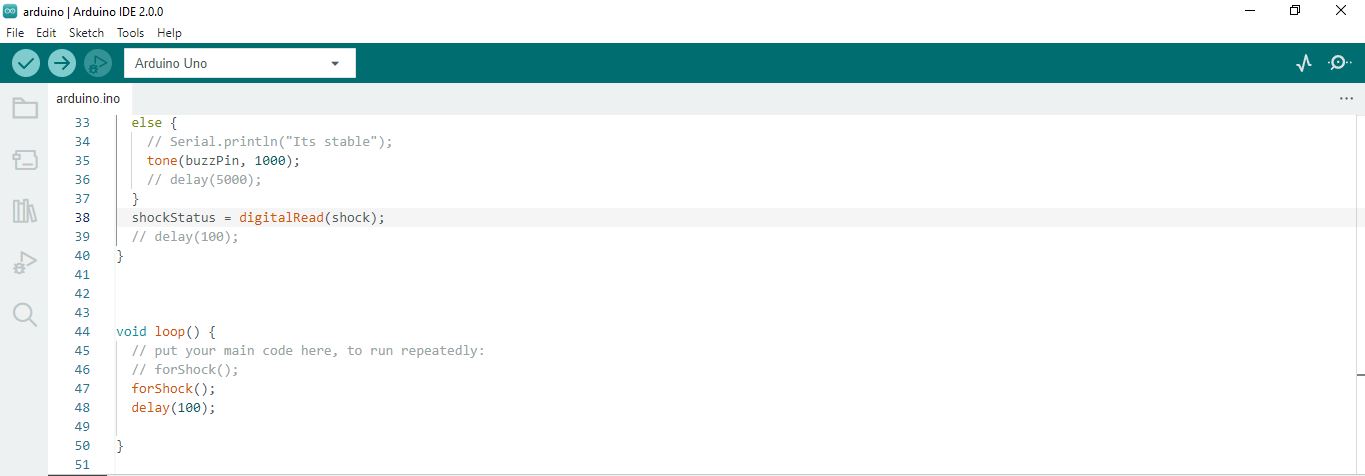 arduino | Arduino IDE 2.0.0
File Edit Sketch Tools Help
Arduino Uno
arduino.ino
33 else {
34 // Serial.println("Its stable");
35 tone(buzzPin, 1000);
36 // delay(5000);
37 }
38 shockStatus = digitalRead(shock);
39 // delay(100);
40 }
41
42
43
44 void loop() {
45 // put your main code here, to run repeatedly:
46 // forShock();
47 forShock();
48 delay(100);
49
50 }
51